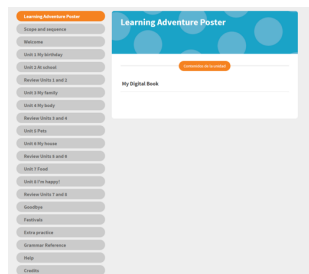 Learning Adventure Poster
Scope and sequence
Welcome
Unit 1 My birthday
Unit 2 At school
Review Units 1 and 2
Unit 3 My family
Unit 4 My body
Review Units 3 and 4
Unit 5 Pets
Unit 6 My house
Review Units 5 and 6
Unit 7 Food
Unit 8 I'm happy!
Review Units 7 and 8
Goodbye
Festivals
Extra practice
Grammar Reference
Help
Credits
Learning Adventure Poster
Contenidos de la unidad
My Digital Book